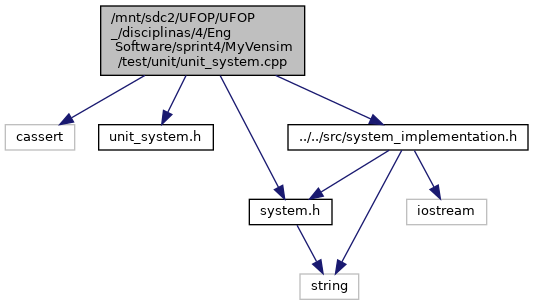 /mnt/sdc2/UFOP/UFOP
_/disciplinas/4/Eng
Software/sprint4/MyVensim
/test/unit/unit_system.cpp
cassert
unit_system.h
../../src/system_implementation.h
system.h
iostream
string